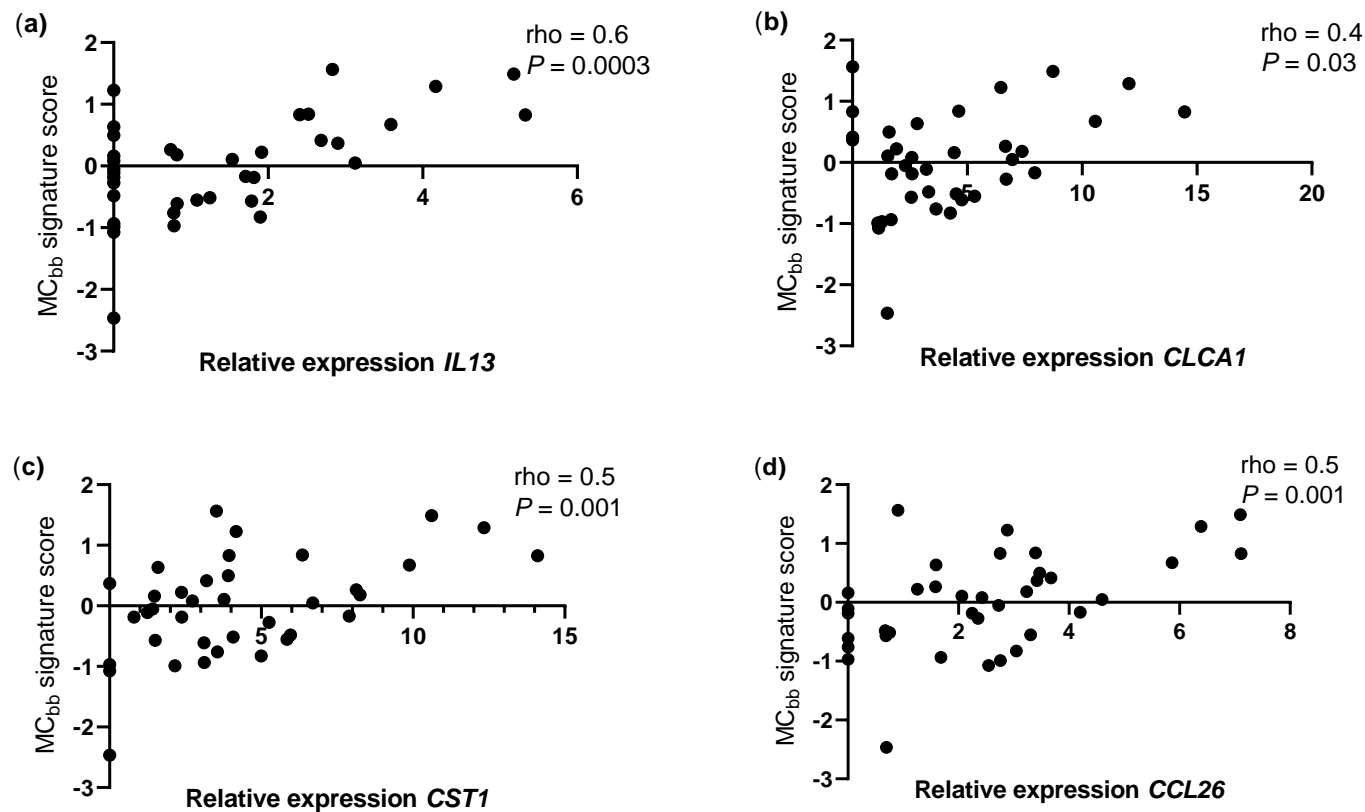 (a)
rho = 0.6
P = 0.0003
2
1
0
-1
-2
-3
2
4
6
MCbb signature score
Relative expression IL13
(b)
rho = 0.4
P = 0.03
2
1
0
-1
-2
-3
5
10
15
20
MCbb signature score
Relative expression CLCA1
(c)
rho = 0.5
P = 0.001
2
1
0
-1
-2
-3
5
10
15
MCbb signature score
Relative expression CST1
(d)
rho = 0.5
P = 0.001
2
1
0
-1
-2
-3
2
4
6
8
MCbb signature score
Relative expression CCL26